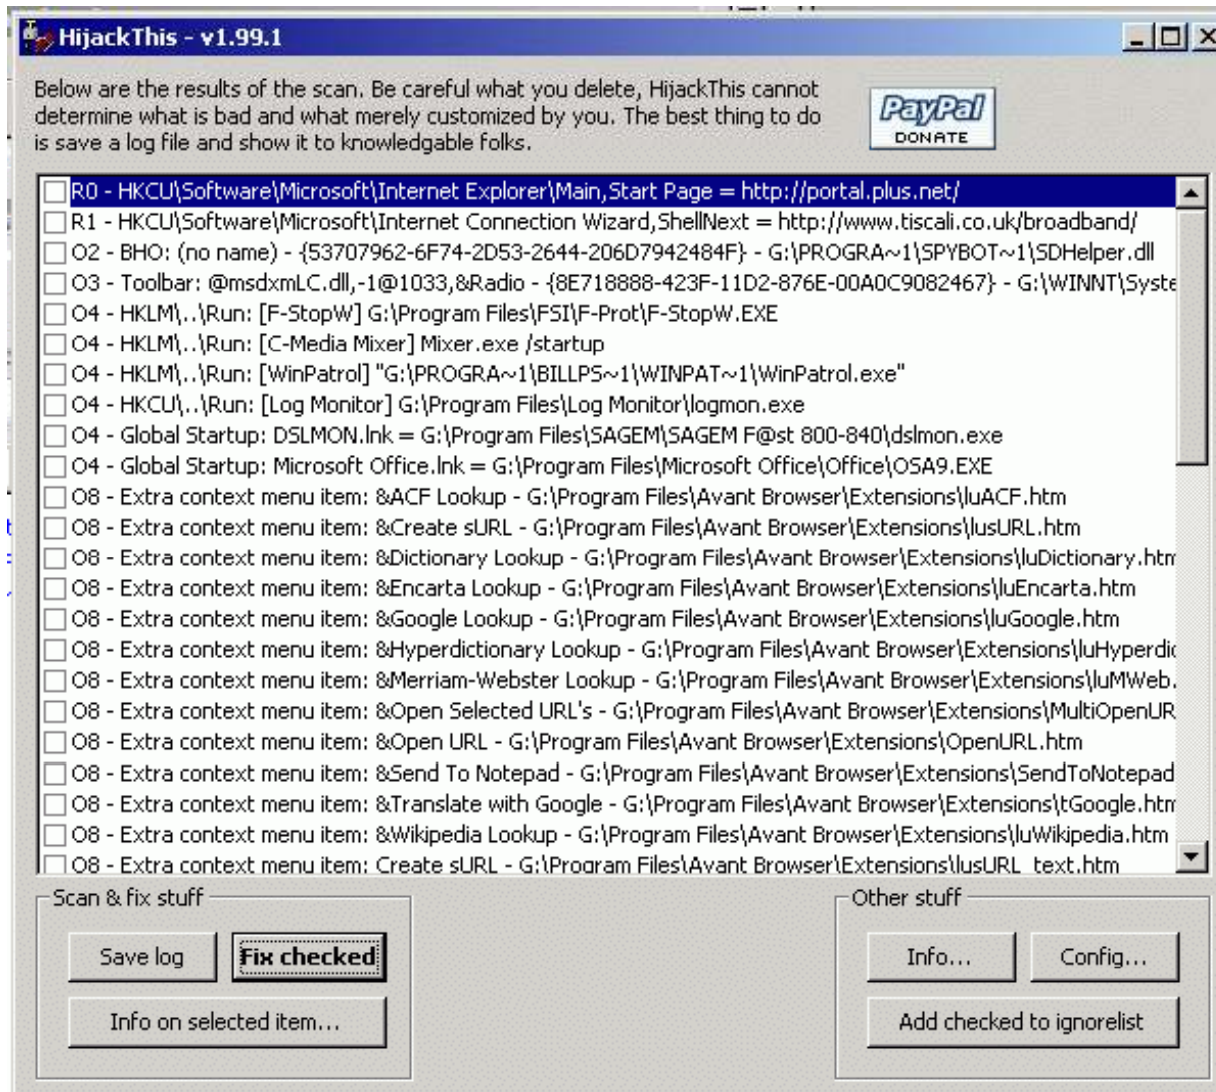 HijackThis - v1.99.1
Below are the results of the scan. Be careful what you delete, HijackThis cannot
determine what is bad and what merely customized by you. The best thing to do
is save a log file and show it to knowledgable folks.
PayPal
DONATE
R0 - HKCU\Software\Microsoft\Internet Explorer\Main,Start Page = http://portal.plus.net/
R1 - HKCU\Software\Microsoft\Internet Connection Wizard,ShellNext = http://www.tiscali.co.uk/broadband/
O2 - BHO: (no name) - {53707962-6F74-2D53-2644-206D7942484F} - G:\PROGRA~1\SPYBOT~1\SDHelper.dll
O3 - Toolbar: @msdxmLC.dll,-1@1033,&Radio - {8E718888-423F-11D2-876E-00A0C9082467} - G:\WINNT\Syste
O4 - HKLM\..\Run: [F-StopW] G:\Program Files\FSI\F-Prot\F-StopW.EXE
O4 - HKLM\..\Run: [C-Media Mixer] Mixer.exe /startup
O4 - HKLM\..\Run: [WinPatrol] "G:\PROGRA~1\BILLPS~1\WINPAT~1\WinPatrol.exe"
O4 - HKCU\..\Run: [Log Monitor] G:\Program Files\Log Monitor\logmon.exe
O4 - Global Startup: DSLMON.lnk = G:\Program Files\SAGEM\SAGEM F@st 800-840\dslmon.exe
O4 - Global Startup: Microsoft Office.lnk = G:\Program Files\Microsoft Office\Office\OSA9.EXE
O8 - Extra context menu item: &ACF Lookup - G:\Program Files\Avant Browser\Extensions\luACF.htm
O8 - Extra context menu item: &Create sURL - G:\Program Files\Avant Browser\Extensions\lusURL.htm
O8 - Extra context menu item: &Dictionary Lookup - G:\Program Files\Avant Browser\Extensions\luDictionary.htm
O8 - Extra context menu item: &Encarta Lookup - G:\Program Files\Avant Browser\Extensions\luEncarta.htm
O8 - Extra context menu item: &Google Lookup - G:\Program Files\Avant Browser\Extensions\luGoogle.htm
O8 - Extra context menu item: &Hyperdictionary Lookup - G:\Program Files\Avant Browser\Extensions\luHyperdic
O8 - Extra context menu item: &Merriam-Webster Lookup - G:\Program Files\Avant Browser\Extensions\luMWeb.
O8 - Extra context menu item: &Open Selected URL's - G:\Program Files\Avant Browser\Extensions\MultiOpenUR
O8 - Extra context menu item: &Open URL - G:\Program Files\Avant Browser\Extensions\OpenURL.htm
O8 - Extra context menu item: &Send To Notepad - G:\Program Files\Avant Browser\Extensions\SendToNotepad
O8 - Extra context menu item: &Translate with Google - G:\Program Files\Avant Browser\Extensions\tGoogle.htm
O8 - Extra context menu item: &Wikipedia Lookup - G:\Program Files\Avant Browser\Extensions\luWikipedia.htm
O8 - Extra context menu item: Create sURL - G:\Program Files\Avant Browser\Extensions\lusURL_text.htm
Scan & fix stuff
Other stuff
Save log
Fix checked
Info...
Config...
Info on selected item...
Add checked to ignorelist